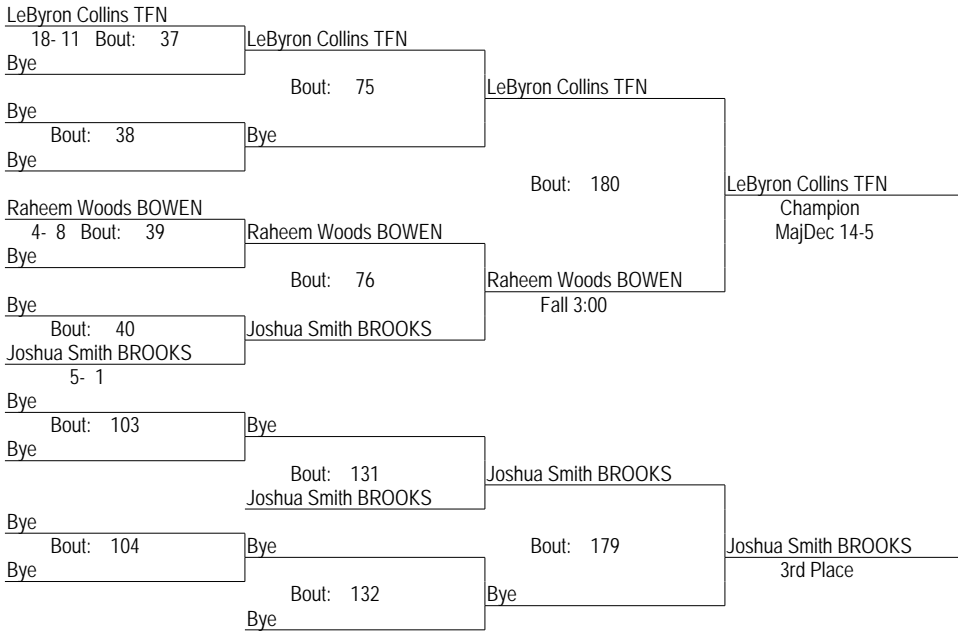 LeByron Collins TFN
18- 11 Bout: 37
LeByron Collins TFN
Bye
Bout: 75
LeByron Collins TFN
Bye
Bout: 38
Bye
Bye
Bout: 180
LeByron Collins TFN
Raheem Woods BOWEN
Champion
4- 8 Bout: 39
Raheem Woods BOWEN
MajDec 14-5
Bye
Bout: 76
Raheem Woods BOWEN
Bye
Fall 3:00
Bout: 40
Joshua Smith BROOKS
Joshua Smith BROOKS
5- 1
Bye
Bout: 103
Bye
Bye
Bout: 131
Joshua Smith BROOKS
Joshua Smith BROOKS
Bye
Bout: 104
Bye
Bout: 179
Joshua Smith BROOKS
Bye
3rd Place
Bout: 132
Bye
Bye